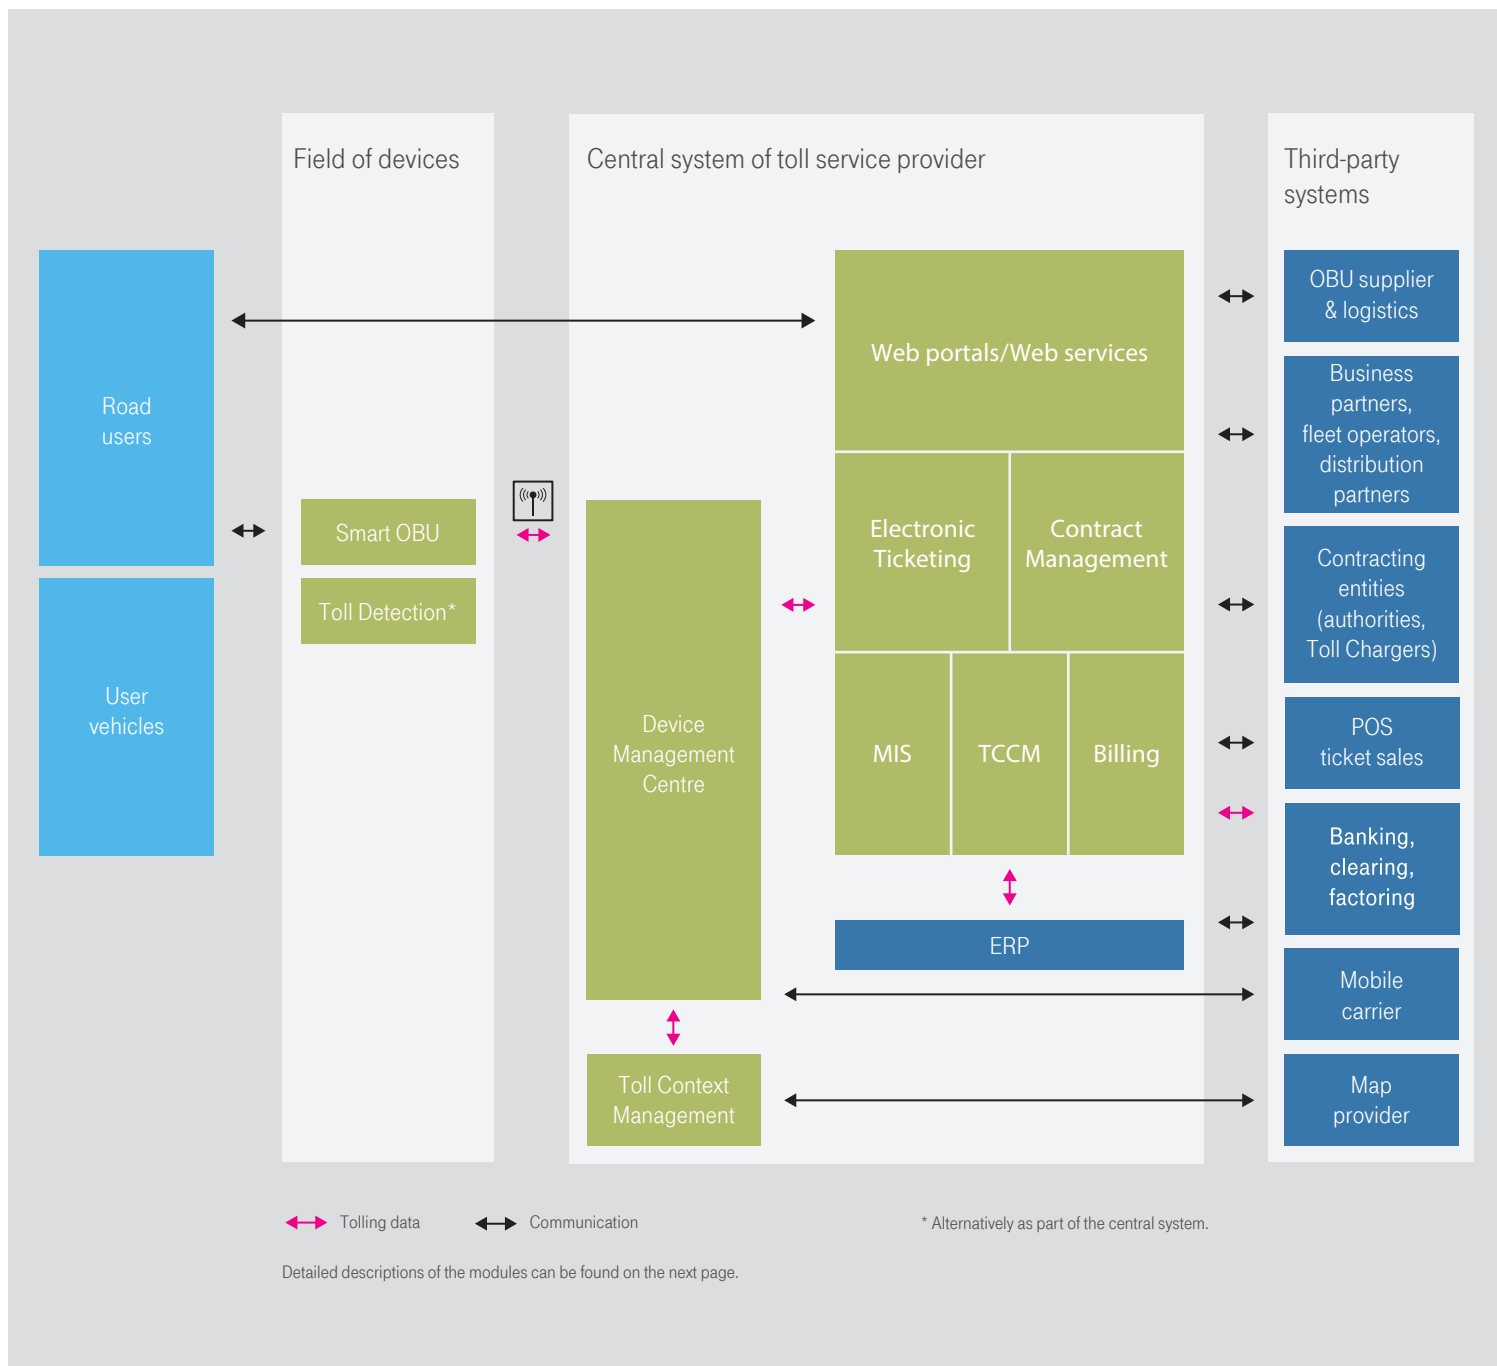 Field of devices
Central system of toll service provider
Third-party
systems
Road
users
User
vehicles
Smart OBU
Toll Detection*
Device
Management
Centre
Toll Context
Management
Web portals/Web services
Electronic
Ticketing
Contract
Management
MIS
TCCM
Billing
ERP
OBU supplier
& logistics
Business
partners,
fleet operators,
distribution
partners
Contracting
entities
(authorities,
Toll Chargers)
POS
ticket sales
Banking,
clearing,
factoring
Mobile
carrier
Map
provider
Tolling data
Communication
* Alternatively as part of the central system.
Detailed descriptions of the modules can be found on the next page.